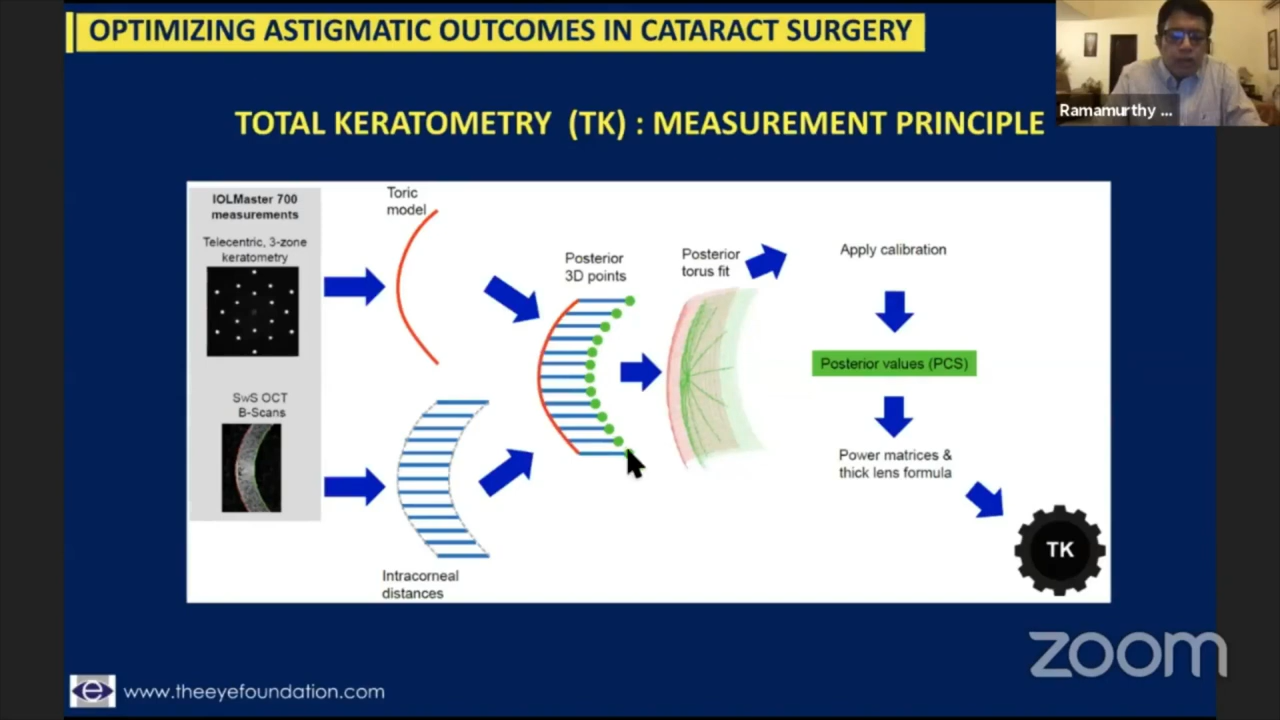 OPTIMIZING ASTIGMATIC OUTCOMES IN CATARACT SURGERY
Ramamurthy ...
TOTAL KERATOMETRY (TK) : MEASUREMENT PRINCIPLE
IOLMaster 700
measurements
Telecentric, 3-zone
keratometry
SwS OCT
B-Scans
Toric
model
Intracorneal
distances
Posterior
3D points
Posterior
torus fit
Apply calibration
Posterior values (PCS)
Power matrices &
thick lens formula
TK
zoom
e
www.theeyefoundation.com